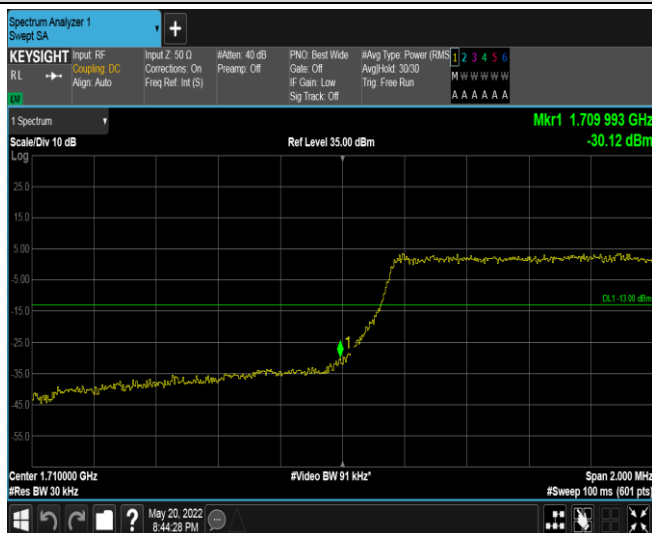 Spectrum Analyzer 1
Swept SA
KEYSIGHT
RL
Input: RF
Coupling: DC
Align: Auto
Input Z: 50 Ω
Corrections: On
Freq Ref: Int (S)
#Atten: 40 dB
Preamp: Off
PNO: Best Wide
Gate: Off
IF Gain: Low
Sig Track: Off
#Avg Type: Power (RMS
Avg|Hold: 30/30
Trig: Free Run
1 2 3 4 5 6
M W W W W W
A A A A A A
1 Spectrum
Mkr1 1.709 993 GHz
Scale/Div 10 dB
Ref Level 35.00 dBm
-30.12 dBm
Log
25.0
15.0
5.00
-5.00
DL1 -13.00 dBm
-15.0
1
-25.0
-35.0
-45.0
-55.0
Center 1.710000 GHz
#Video BW 91 kHz*
Span 2.000 MHz
#Res BW 30 kHz
#Sweep 100 ms (601 pts)
?
May 20, 2022
8:44:28 PM